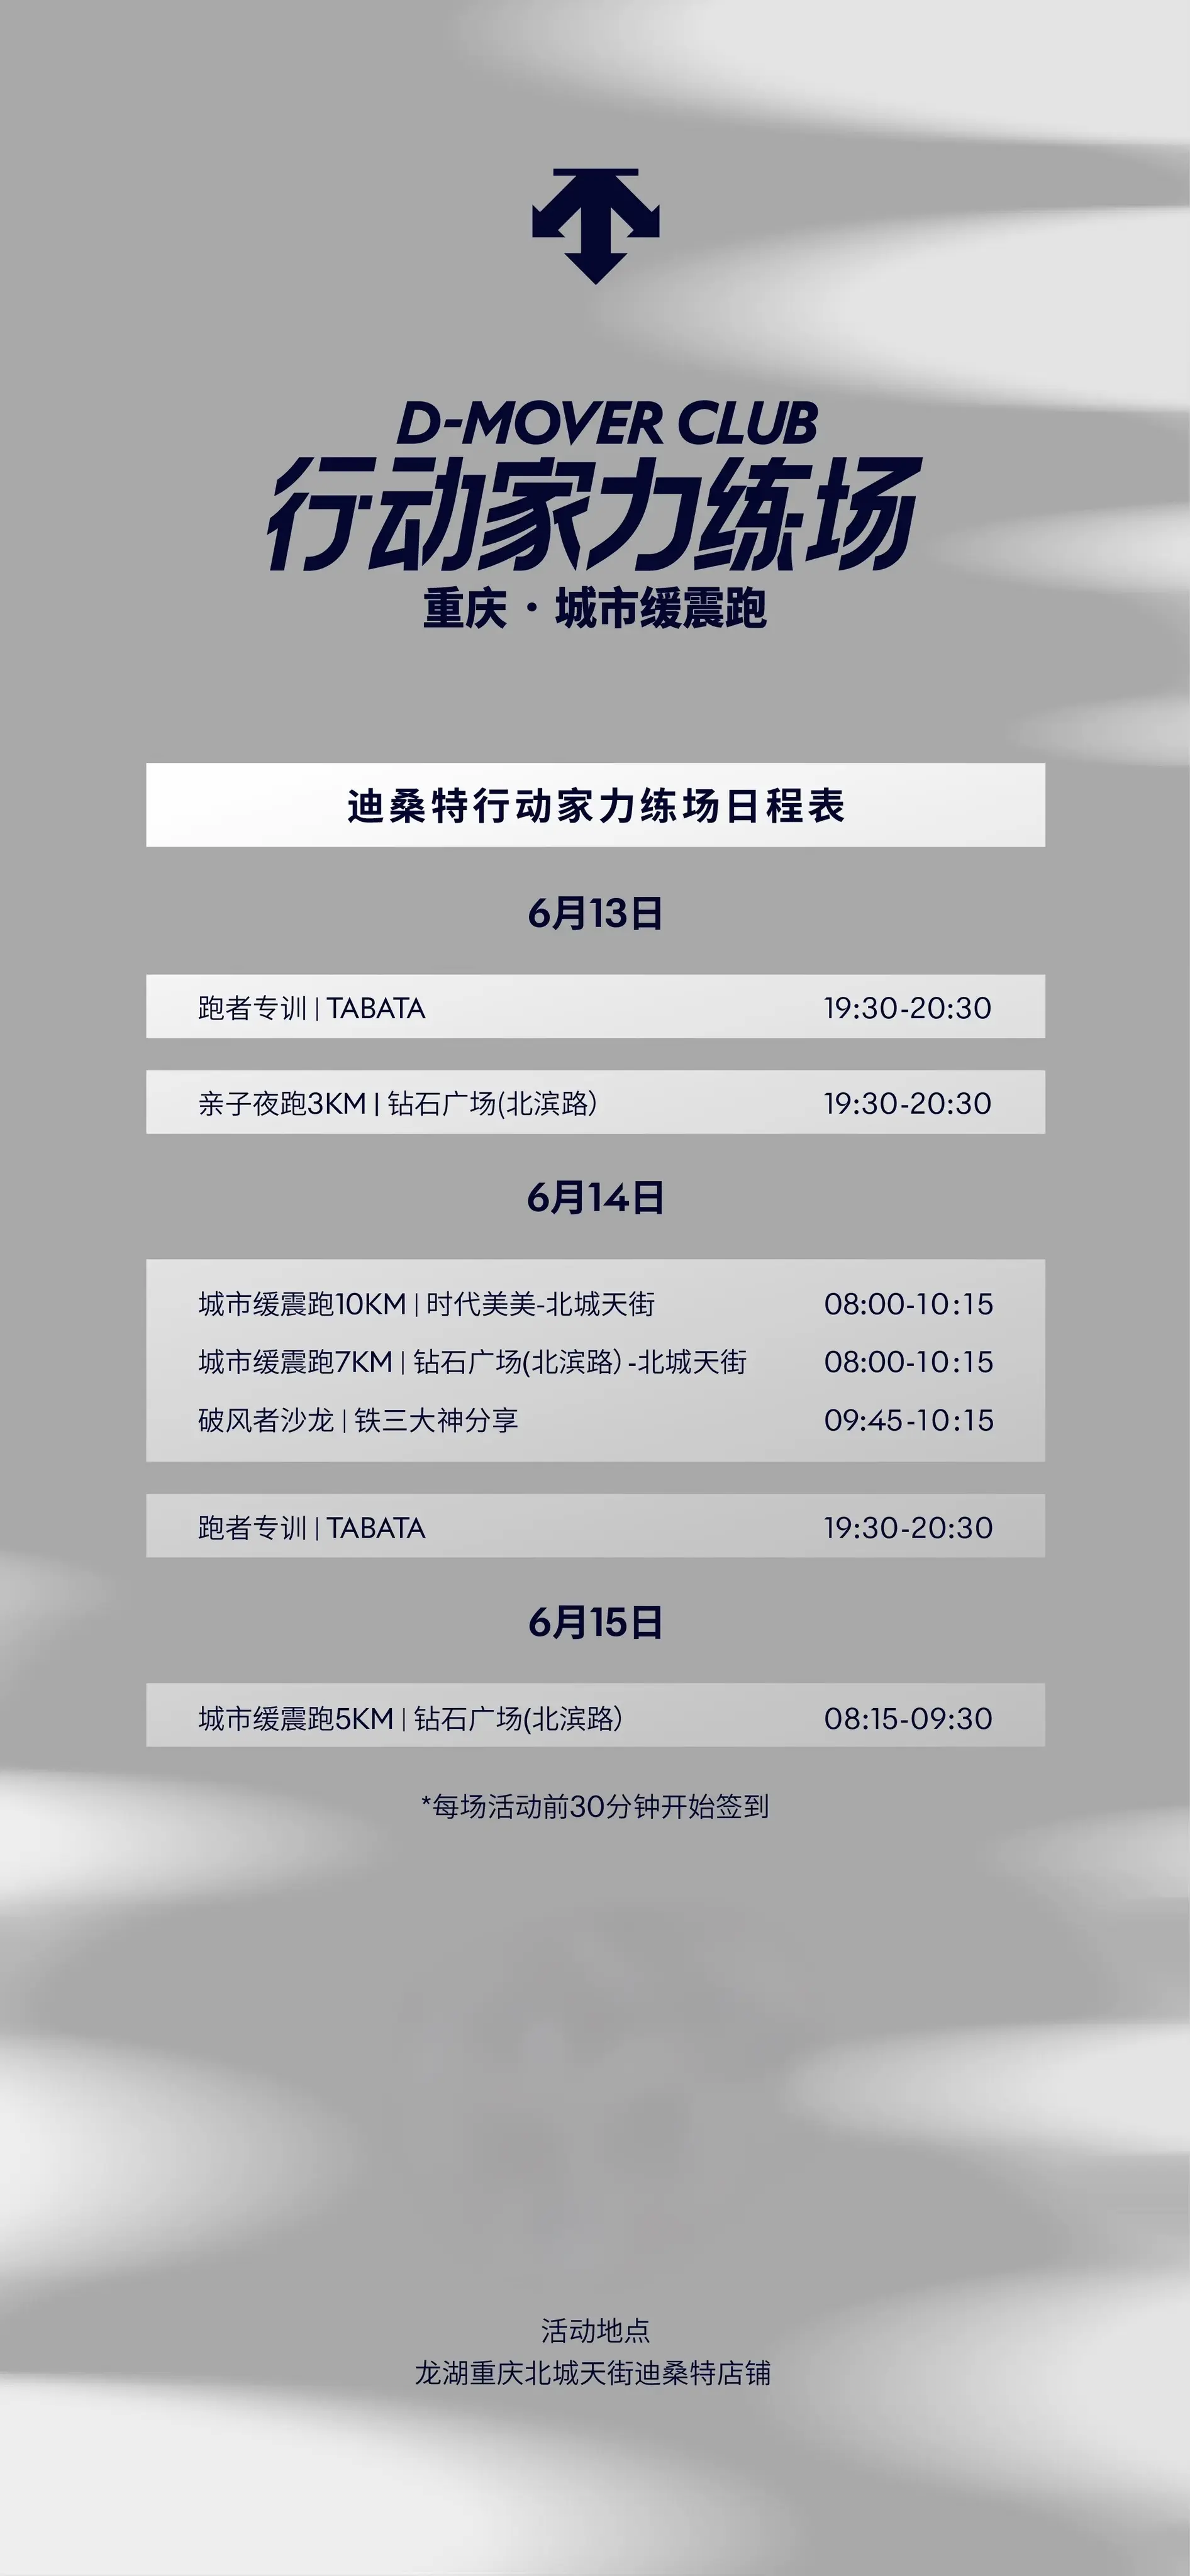 D-MOVER CLUB
行动家力练场
重庆·城市缓震跑
迪桑特行动家力练场日程表
6月13日
跑者专训 | TABATA 19:30-20:30
亲子夜跑3KM | 钻石广场(北滨路) 19:30-20:30
6月14日
城市缓震跑10KM | 时代美美-北城天街 08:00-10:15
城市缓震跑7KM | 钻石广场(北滨路)-北城天街 08:00-10:15
破风者沙龙 | 铁三大神分享 09:45-10:15
跑者专训 | TABATA 19:30-20:30
6月15日
城市缓震跑5KM | 钻石广场(北滨路) 08:15-09:30
*每场活动前30分钟开始签到
活动地点
龙湖重庆北城天街迪桑特店铺